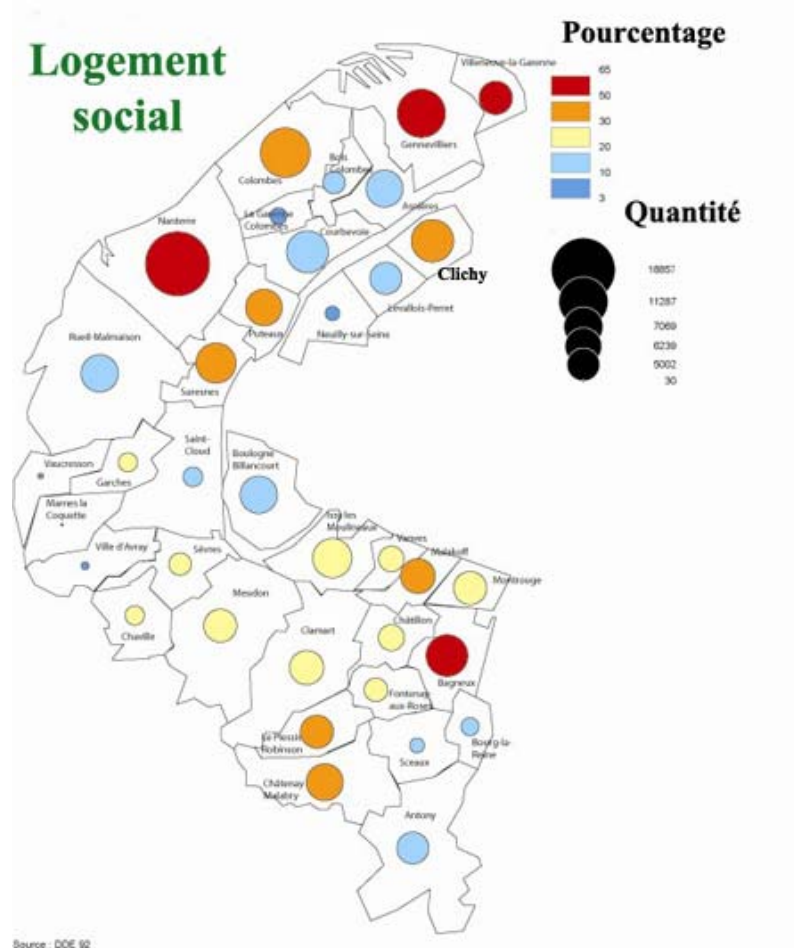 Logement
social
Pourcentage
65
50
30
20
10
3
Quantité
18857
11287
7069
6239
5002
30
Villeneuve-la-Garenne
Gennevilliers
Bois
Colombes
Colombes
Asnières
La Garenne
Colombes
Courbevoie
Nanterre
Clichy
Levallois-Perret
Puteaux
Neuilly-sur-Seine
Rueil-Malmaison
Suresnes
Saint-
Cloud
Boulogne
Billancourt
Vaucresson
Garches
Marnes la
Coquette
Ville d'Avray
Sèvres
Issy les
Moulineaux
Vanves
Malakoff
Montrouge
Meudon
Chaville
Clamart
Châtillon
Bagneux
Fontenay
aux-Roses
Le Plessis
Robinson
Sceaux
Bourg-la-
Reine
Châtenay
Malabry
Antony
Source : DDE 92